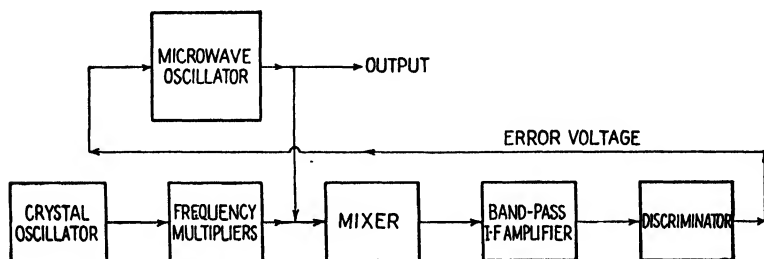 MICROWAVE
OSCILLATOR
OUTPUT
ERROR VOLTAGE
CRYSTAL
OSCILLATOR
FREQUENCY
MULTIPLIERS
MIXER
BAND-PASS
I-F AMPLIFIER
DISCRIMINATOR